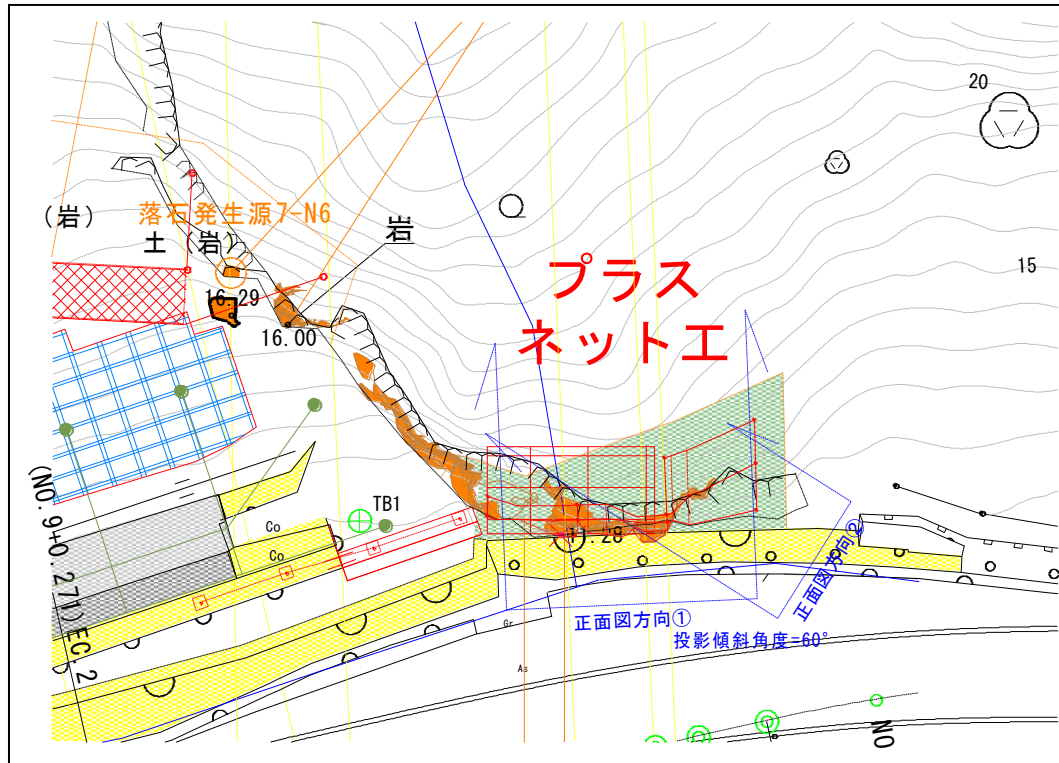 20
(岩)
落石発生源7-N6
岩
土 (岩)
プラス
ネット工
15
16.29
16.00
TB1
Co
Co
11.28
(NO.9+0.271)EC.2
正面図方向②
正面図方向①
投影傾斜角度=60°
Gr
As
NO